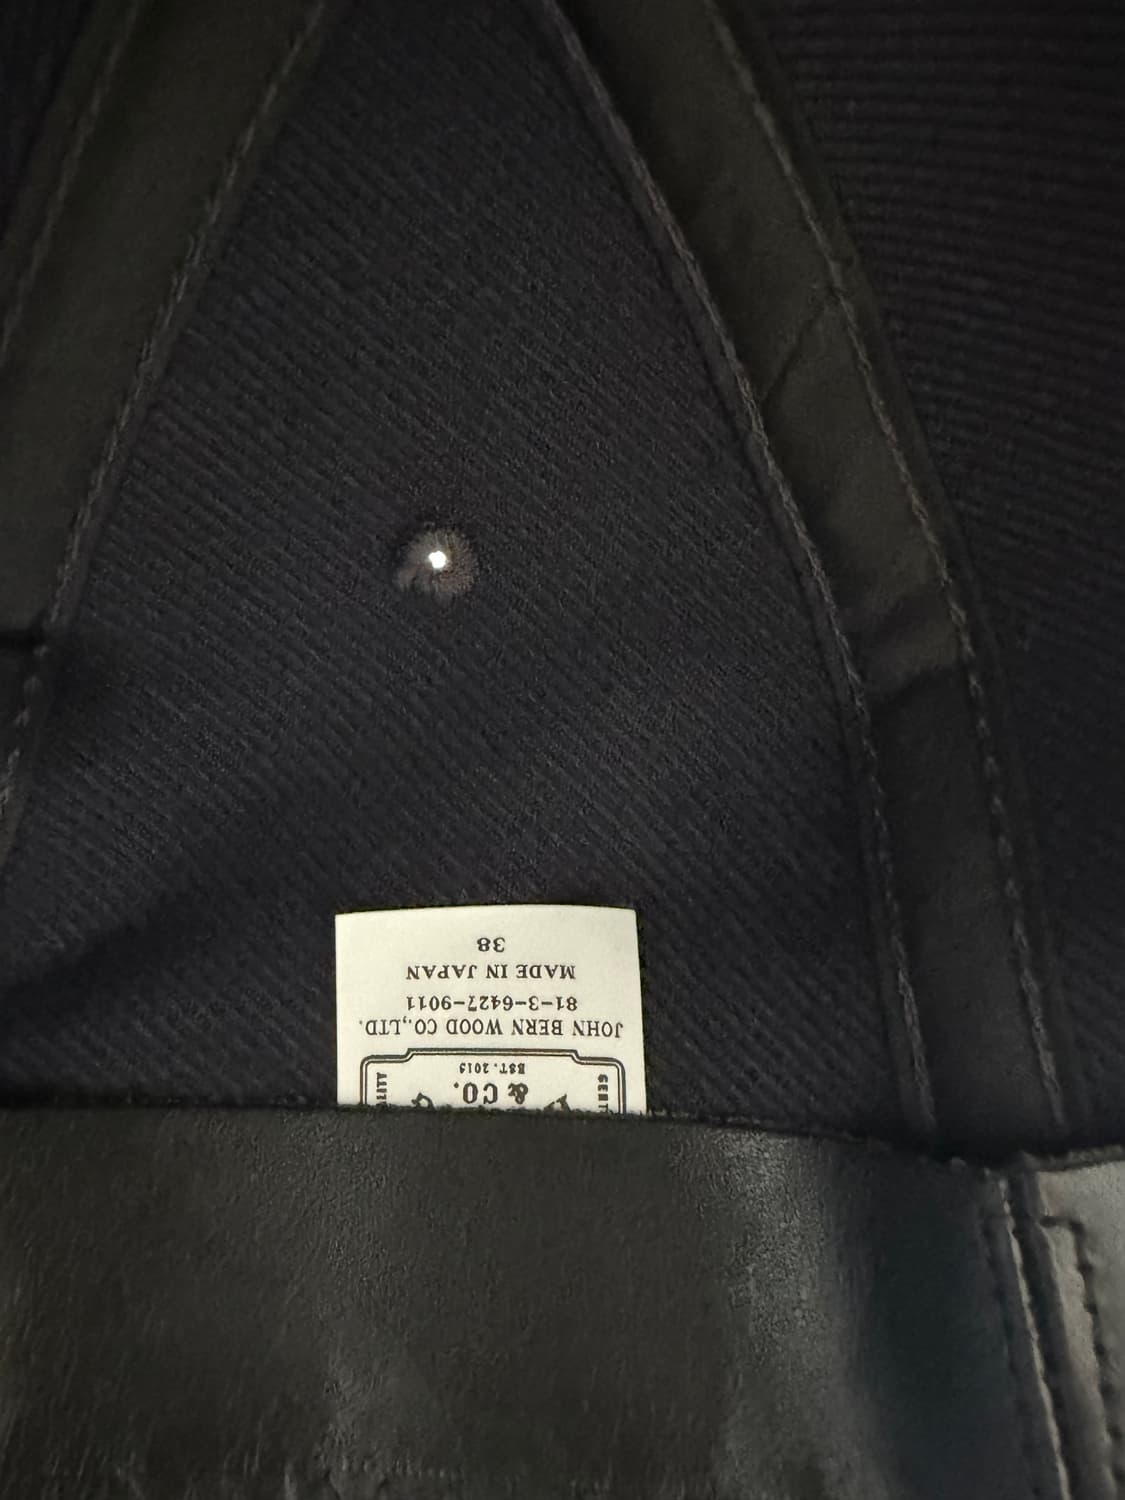 & CO.
EST. 2015
JOHN BERN WOOD CO.,LTD.
81-3-6427-9011
MADE IN JAPAN
38